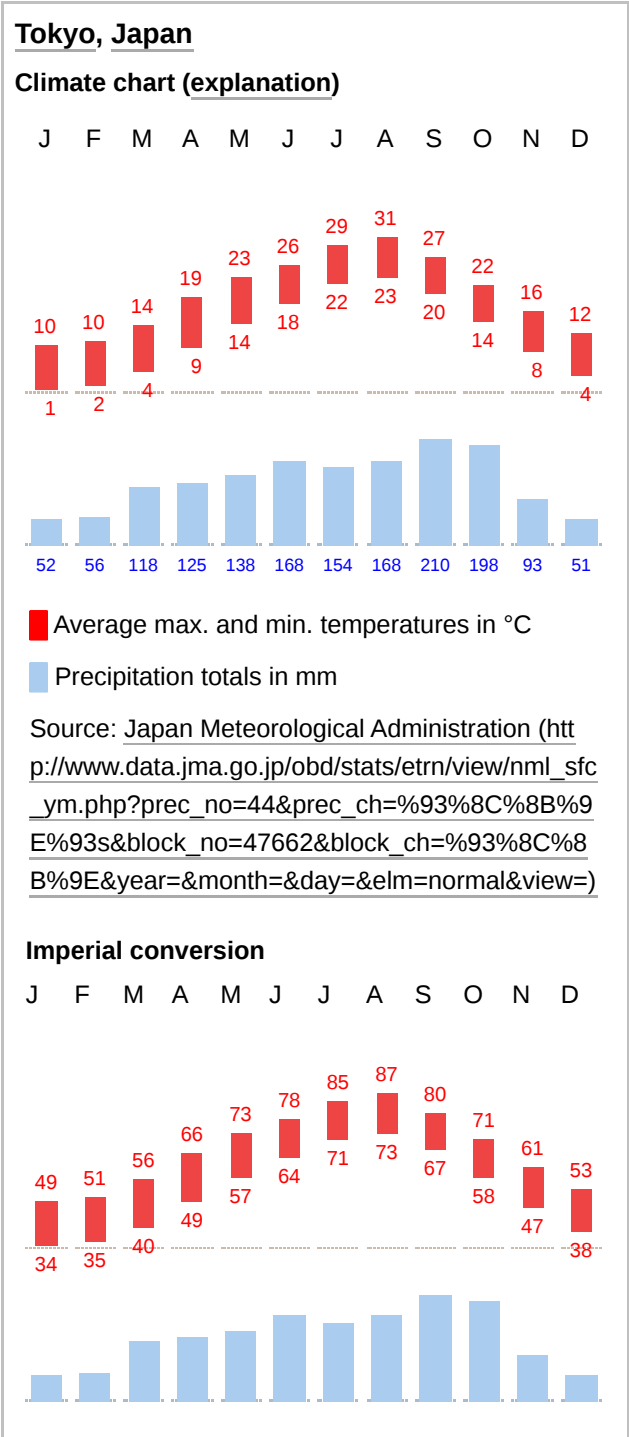 Tokyo, Japan
Climate chart (explanation)
J F M A M J J A S O N D
10 10 14 19 23 26 29 31 27 22 16 12
1 2 4 9 14 18 22 23 20 14 8 4
52 56 118 125 138 168 154 168 210 198 93 51
Average max. and min. temperatures in °C
Precipitation totals in mm
Source: Japan Meteorological Administration (htt
p://www.data.jma.go.jp/obd/stats/etrn/view/nml_sfc
_ym.php?prec_no=44&prec_ch=%93%8C%8B%9
E%93s&block_no=47662&block_ch=%93%8C%8
B%9E&year=&month=&day=&elm=normal&view=)
Imperial conversion
J F M A M J J A S O N D
49 51 56 66 73 78 85 87 80 71 61 53
34 35 40 49 57 64 71 73 67 58 47 38